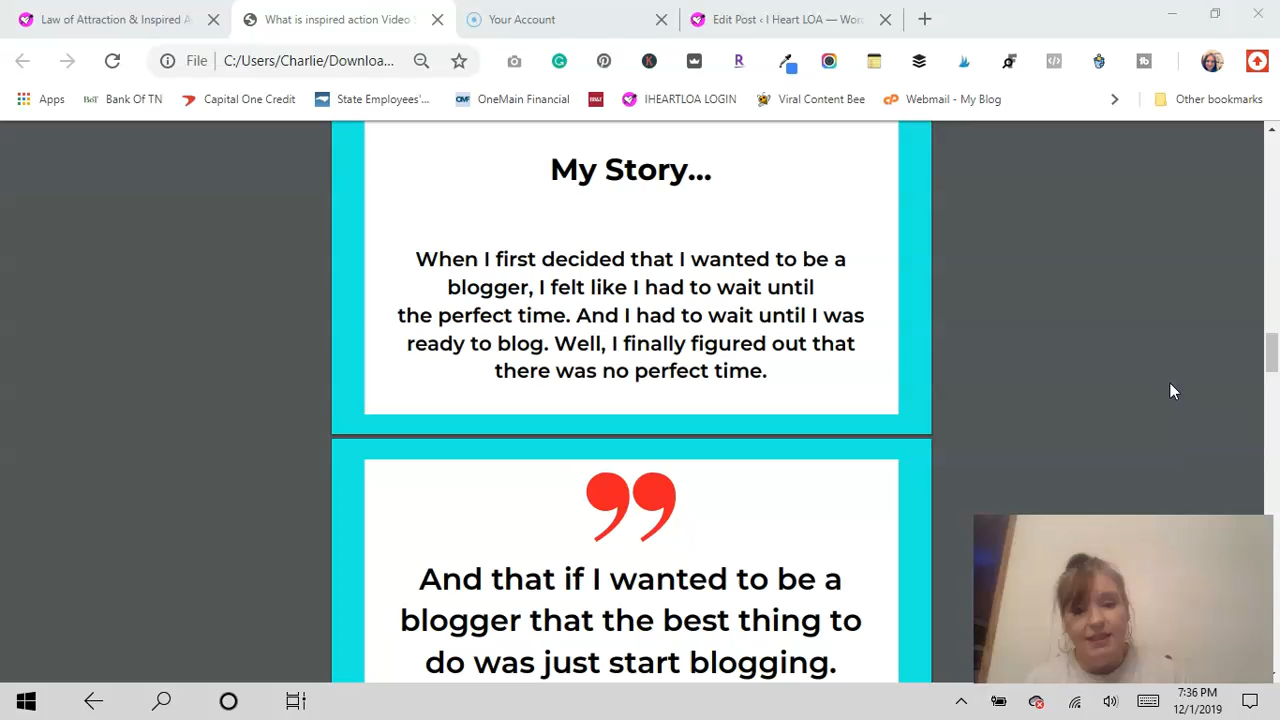 Law of Attraction & Inspired A
What is inspired action Video
Your Account
Edit Post ‹ I Heart LOA — Wor
File
C:/Users/Charlie/Downloa...
Apps
Bank Of TN
Capital One Credit
State Employees'...
OneMain Financial
IHEARTLOA LOGIN
Viral Content Bee
Webmail - My Blog
Other bookmarks
My Story...
When I first decided that I wanted to be a
blogger, I felt like I had to wait until
the perfect time. And I had to wait until I was
ready to blog. Well, I finally figured out that
there was no perfect time.
And that if I wanted to be a
blogger that the best thing to
do was just start blogging.
7:36 PM
12/1/2019